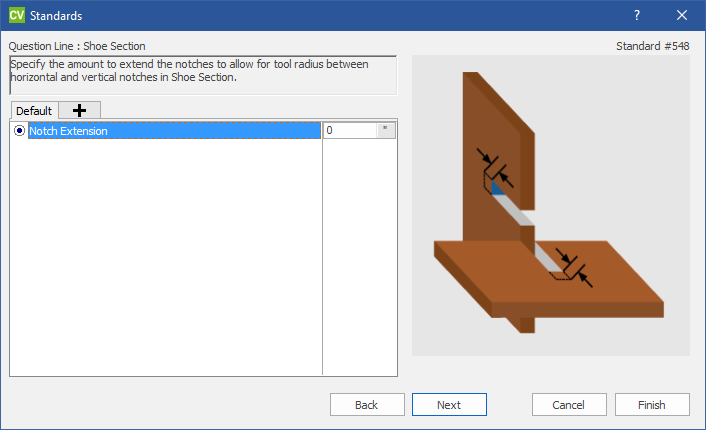 CV Standards
Question Line : Shoe Section
Standard #548
Specify the amount to extend the notches to allow for tool radius between
horizontal and vertical notches in Shoe Section.
Default
Notch Extension 0 "
Back Next Cancel Finish